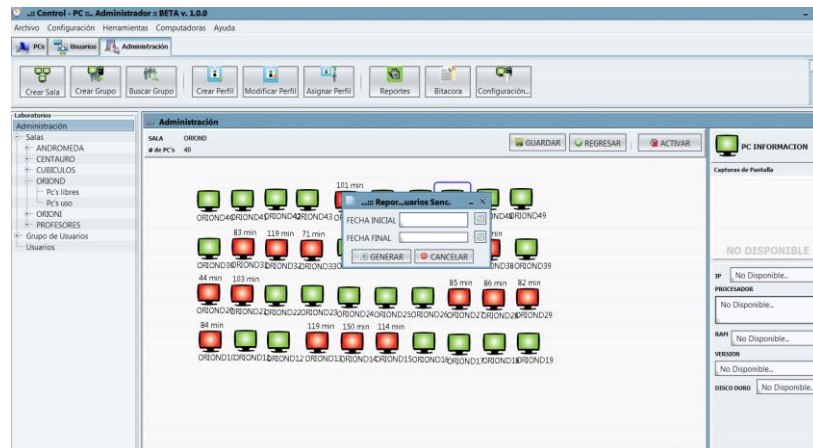 ..:: Control - PC ::.. Administrador :: BETA v. 1.0.0
Archivo Configuración Herramientas Computadoras Ayuda
PCs Usuarios Administración
Crear Sala Crear Grupo Buscar Grupo Crear Perfil Modificar Perfil Asignar Perfil Reportes Bitacora Configuración...
Laboratorios
Administración
Salas
ANDROMEDA
CENTAURO
CUBICULOS
ORIOND
Pc's libres
Pc's uso
ORIONI
PROFESORES
Grupo de Usuarios
Usuarios
Administración
SALA ORIOND
# de PC's 40
GUARDAR REGRESAR ACTIVAR
101 min
ORIOND40 ORIOND41 ORIOND42 ORIOND43 ORIOND49
83 min 119 min 71 min
ORIOND30 ORIOND31 ORIOND32 ORIOND38 ORIOND39
44 min 103 min 85 min 86 min 82 min
ORIOND20 ORIOND21 ORIOND22 ORIOND23 ORIOND24 ORIOND25 ORIOND26 ORIOND27 ORIOND28 ORIOND29
84 min 119 min 150 min 114 min
ORIOND10 ORIOND11 ORIOND12 ORIOND13 ORIOND14 ORIOND15 ORIOND16 ORIOND17 ORIOND18 ORIOND19
...::: Repor...uarios Sanc.
FECHA INICIAL
FECHA FINAL
GENERAR CANCELAR
PC INFORMACION
Capturas de Pantalla
NO DISPONIBLE
IP No Disponible...
PROCESADOR
No Disponible...
RAM No Disponible...
VERSION
No Disponible...
DISCO DURO No Disponible...